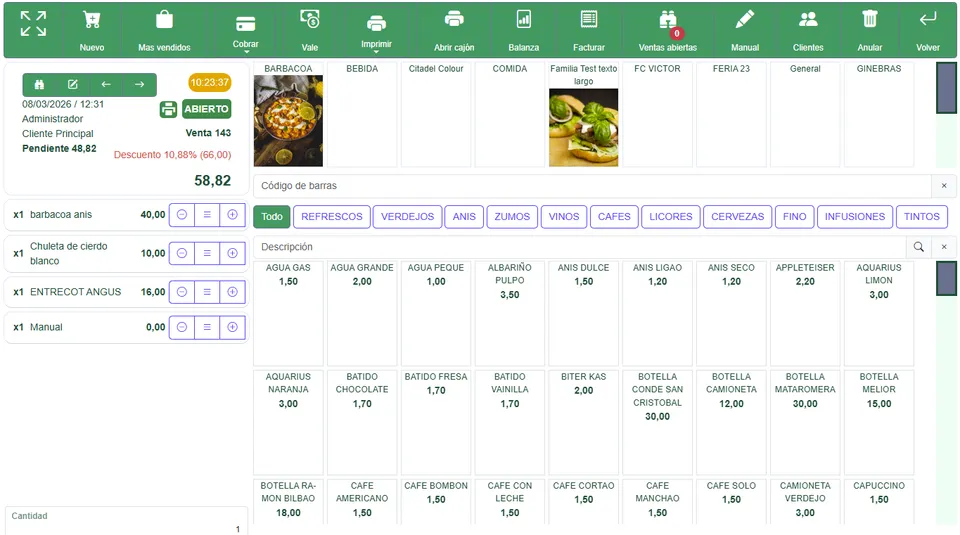 Nuevo
Mas vendidos
Cobrar
Vale
Imprimir
Abrir cajón
Balanza
Facturar
0
Ventas abiertas
Manual
Clientes
Anular
Volver
10:23:37
08/03/2026 / 12:31
ABIERTO
Administrador
Cliente Principal
Venta 143
Pendiente 48,82
Descuento 10,88% (66,00)
58,82
x1 barbacoa anis 40,00
x1 Chuleta de cierdo
blanco 10,00
x1 ENTRECOT ANGUS 16,00
x1 Manual 0,00
Cantidad
1
BARBACOA
BEBIDA
Citadel Colour
COMIDA
Familia Test texto
largo
FC VICTOR
FERIA 23
General
GINEBRAS
Código de barras ×
Todo REFRESCOS VERDEJOS ANIS ZUMOS VINOS CAFES LICORES CERVEZAS FINO INFUSIONES TINTOS
Descripción ×
AGUA GAS
1,50
AGUA GRANDE
2,00
AGUA PEQUE
1,00
ALBARIÑO
PULPO
3,50
ANIS DULCE
1,50
ANIS LIGAO
1,20
ANIS SECO
1,20
APPLETEISER
2,20
AQUARIUS
LIMON
3,00
AQUARIUS
NARANJA
3,00
BATIDO
CHOCOLATE
1,70
BATIDO FRESA
1,70
BATIDO
VAINILLA
1,70
BITER KAS
2,00
BOTELLA
CONDE SAN
CRISTOBAL
30,00
BOTELLA
CAMIONETA
12,00
BOTELLA
MATAROMERA
30,00
BOTELLA
MELIOR
15,00
BOTELLA RA-
MON BILBAO
18,00
CAFE
AMERICANO
1,50
CAFE BOMBON
1,50
CAFE CON
LECHE
1,50
CAFE CORTAO
1,50
CAFE
MANCHAO
1,50
CAFE SOLO
1,50
CAMIONETA
VERDEJO
3,00
CAPUCCINO
1,50